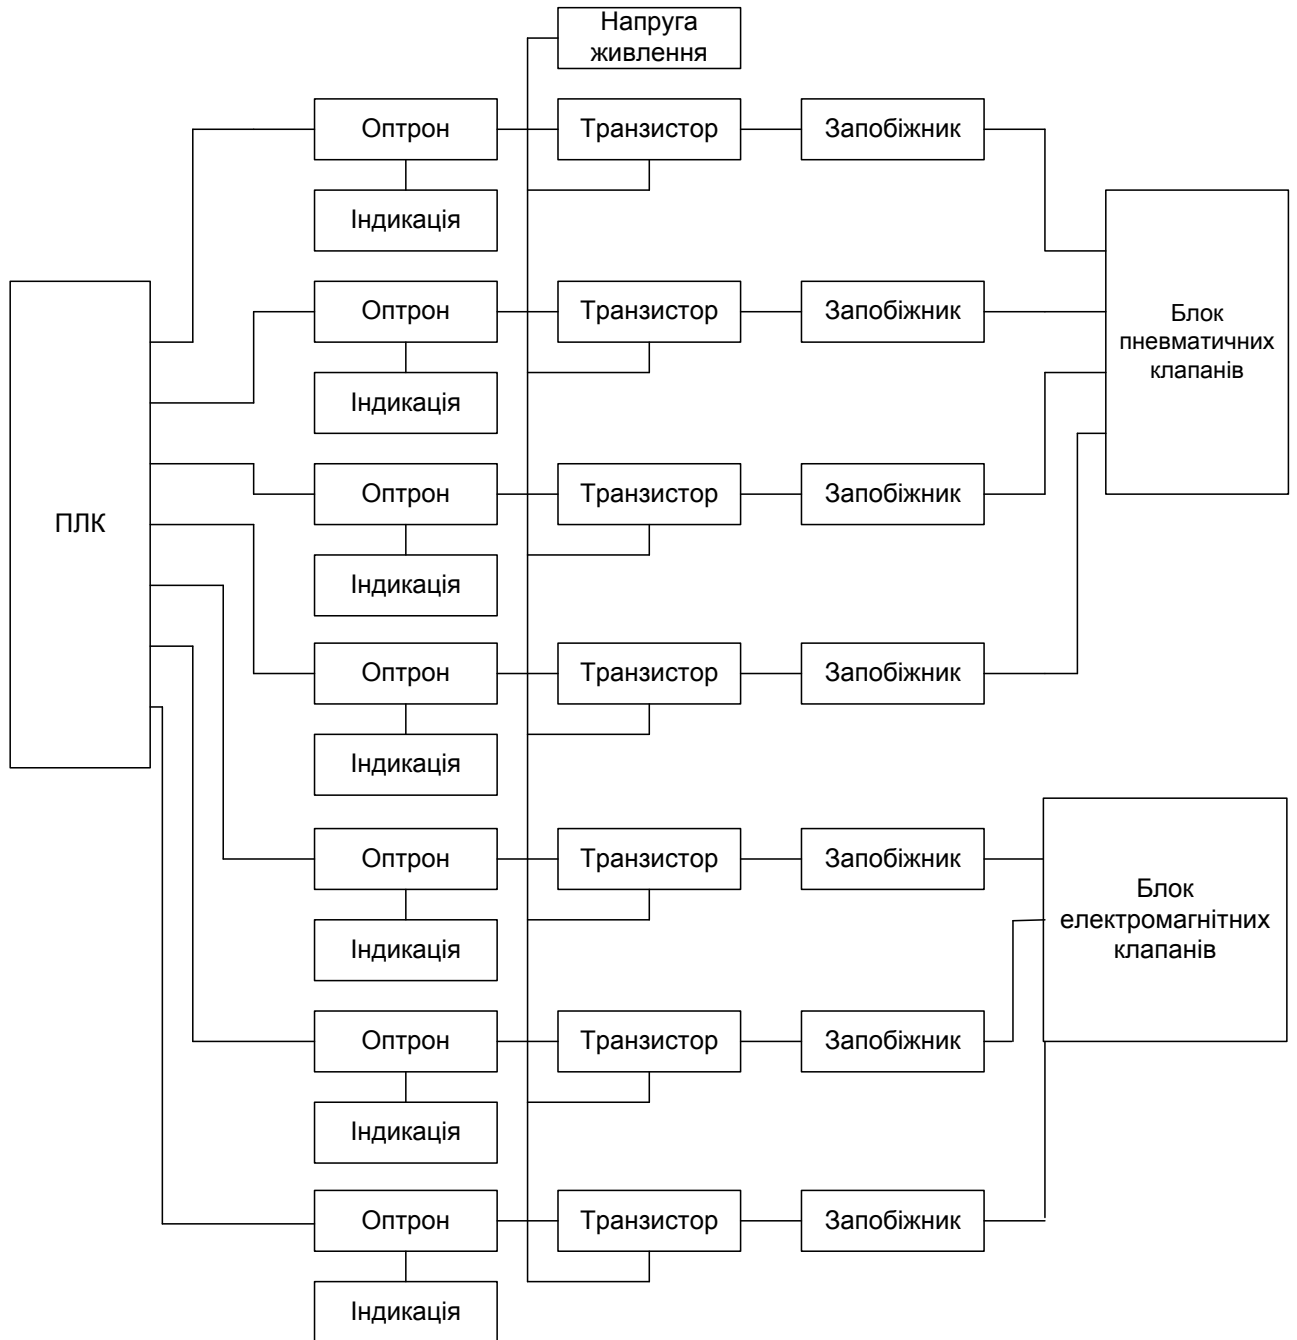 Напруга
живлення
Оптрон
Транзистор
Запобіжник
Індикація
Оптрон
Транзистор
Запобіжник
Блок
пневматичних
клапанів
Індикація
Оптрон
Транзистор
Запобіжник
ПЛК
Індикація
Оптрон
Транзистор
Запобіжник
Індикація
Оптрон
Транзистор
Запобіжник
Блок
електромагнітних
клапанів
Індикація
Оптрон
Транзистор
Запобіжник
Індикація
Оптрон
Транзистор
Запобіжник
Індикація